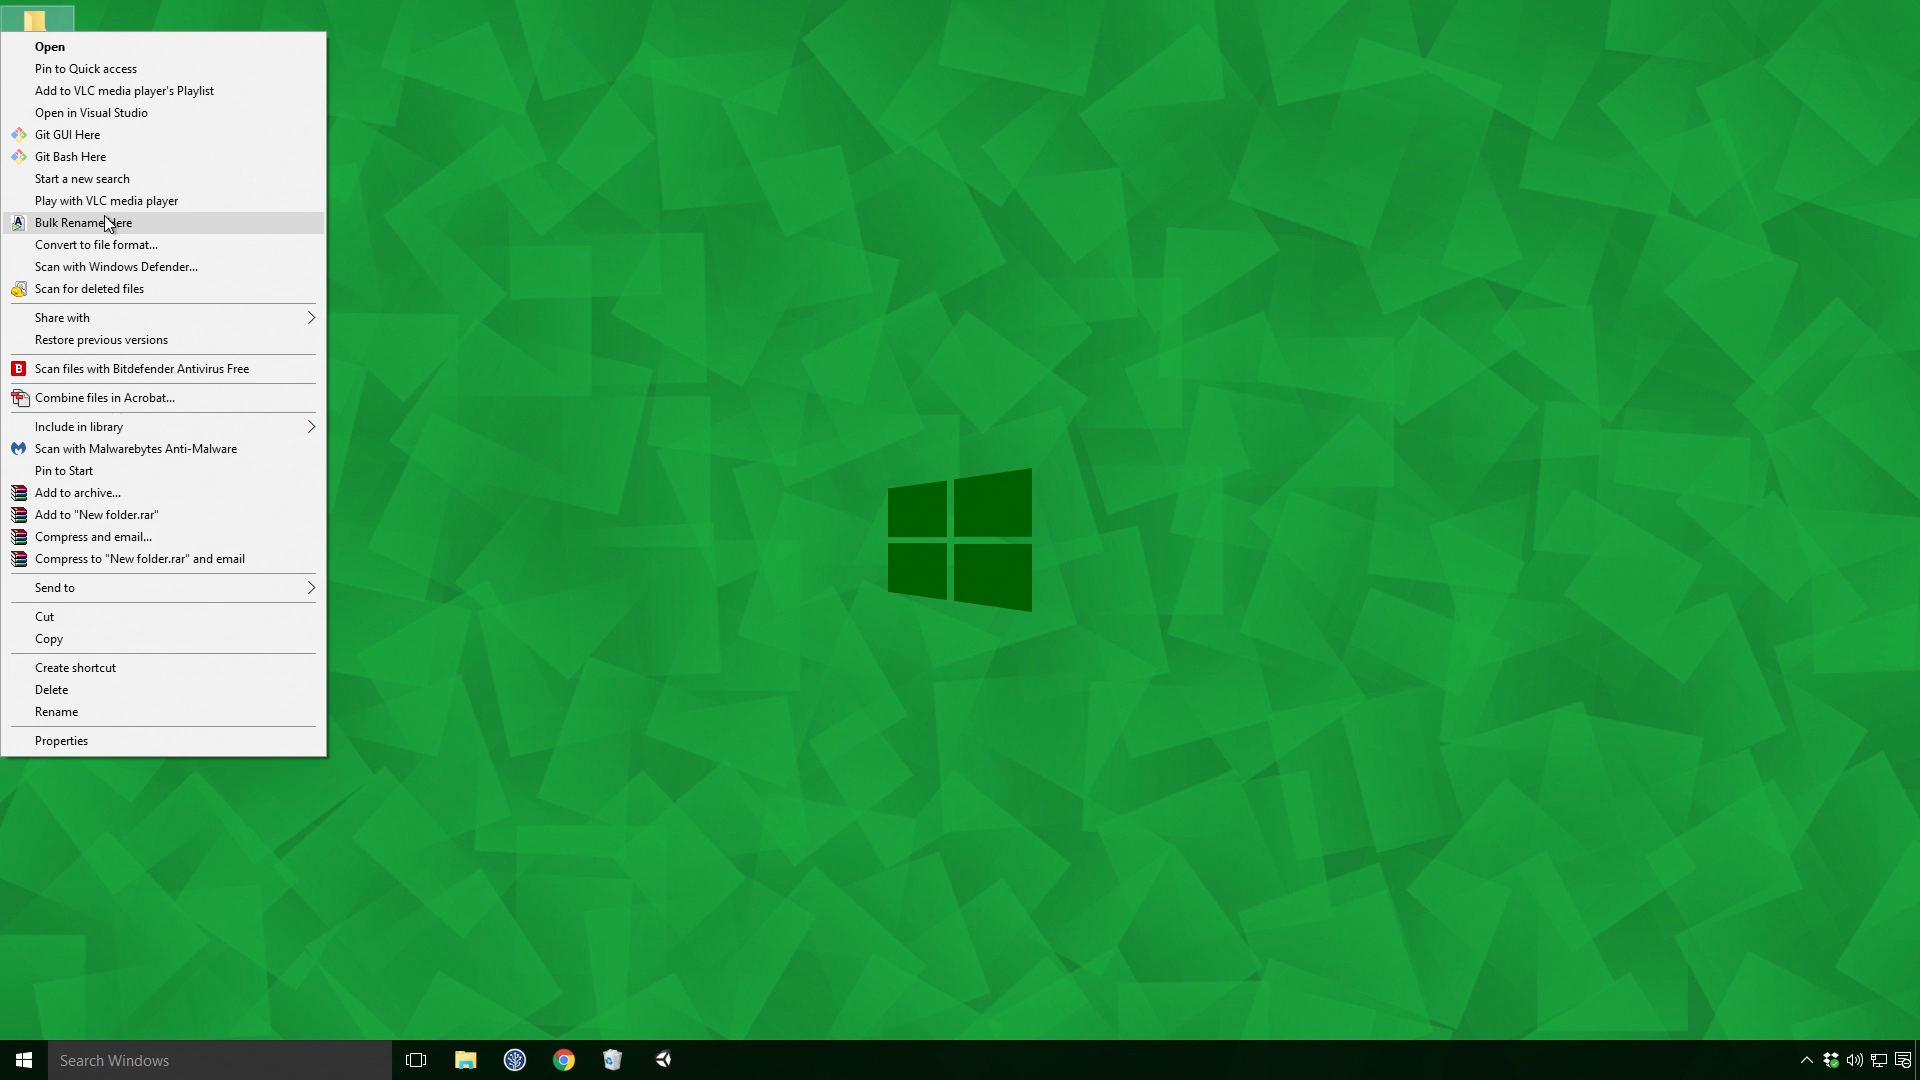 Open
Pin to Quick access
Add to VLC media player's Playlist
Open in Visual Studio
Git GUI Here
Git Bash Here
Start a new search
Play with VLC media player
Bulk Rename Here
Convert to file format...
Scan with Windows Defender...
Scan for deleted files
Share with
Restore previous versions
Scan files with Bitdefender Antivirus Free
Combine files in Acrobat...
Include in library
Scan with Malwarebytes Anti-Malware
Pin to Start
Add to archive...
Add to "New folder.rar"
Compress and email...
Compress to "New folder.rar" and email
Send to
Cut
Copy
Create shortcut
Delete
Rename
Properties
Search Windows